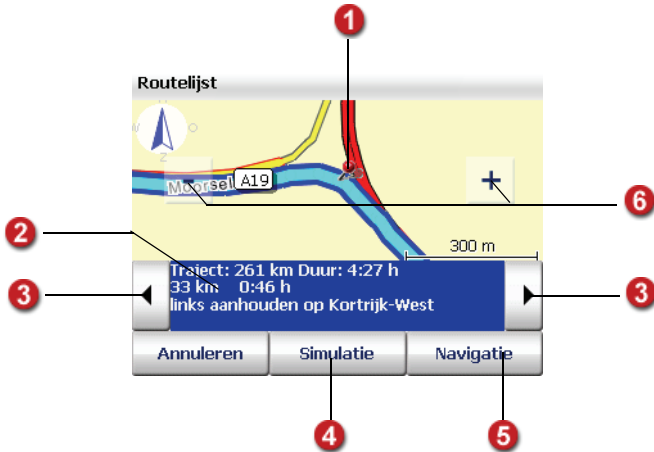 1
Routelijst
Z
Moorsel
A19
-
+
6
300 m
2
Traject: 261 km Duur: 4:27 h
33 km 0:46 h
links aanhouden op Kortrijk-West
3
3
Annuleren
Simulatie
Navigatie
4
5